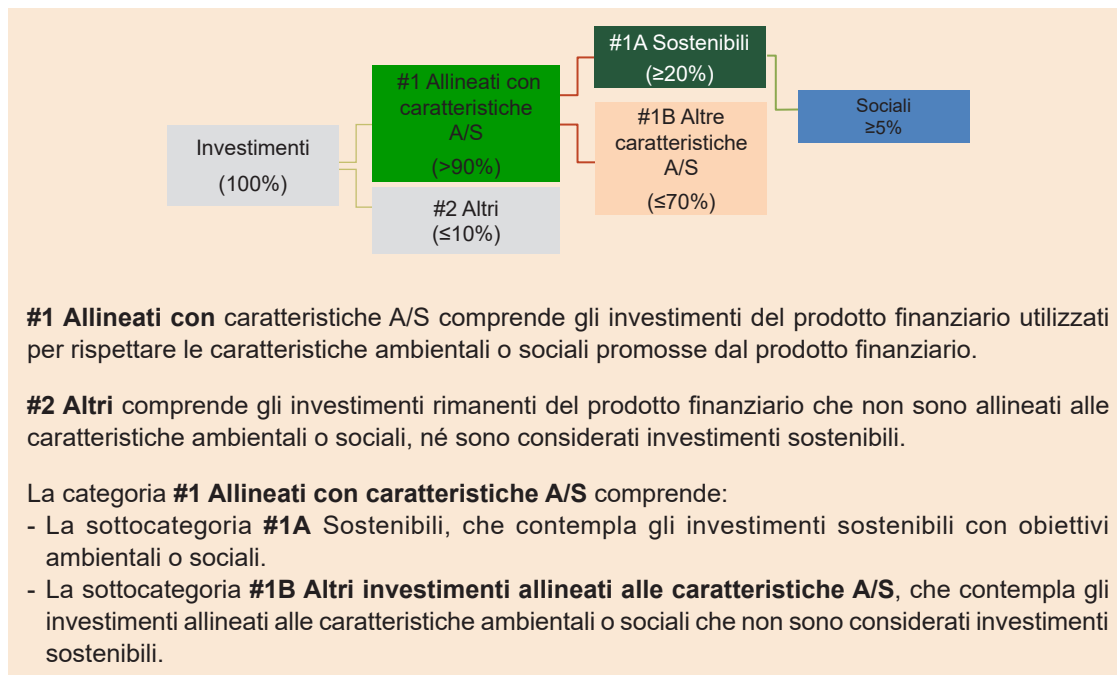 Investimenti
(100%)
#1 Allineati con
caratteristiche
A/S
(>90%)
#2 Altri
(≤10%)
#1A Sostenibili
(≥20%)
#1B Altre
caratteristiche
A/S
(≤70%)
Sociali
≥5%
#1 Allineati con caratteristiche A/S comprende gli investimenti del prodotto finanziario utilizzati
per rispettare le caratteristiche ambientali o sociali promosse dal prodotto finanziario.
#2 Altri comprende gli investimenti rimanenti del prodotto finanziario che non sono allineati alle
caratteristiche ambientali o sociali, né sono considerati investimenti sostenibili.
La categoria #1 Allineati con caratteristiche A/S comprende:
- La sottocategoria #1A Sostenibili, che contempla gli investimenti sostenibili con obiettivi
ambientali o sociali.
- La sottocategoria #1B Altri investimenti allineati alle caratteristiche A/S, che contempla gli
investimenti allineati alle caratteristiche ambientali o sociali che non sono considerati investimenti
sostenibili.